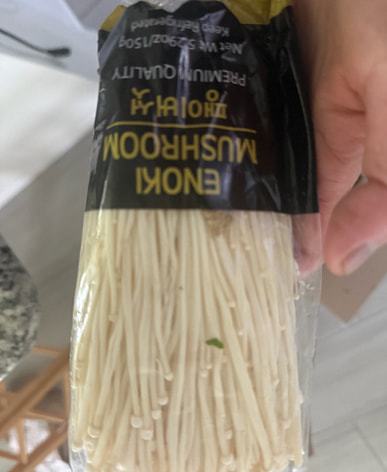 ENOKI
MUSHROOM
팽이버섯
PREMIUM QUALITY
Net Wt 5.29oz/150g
Keep Refrigerated